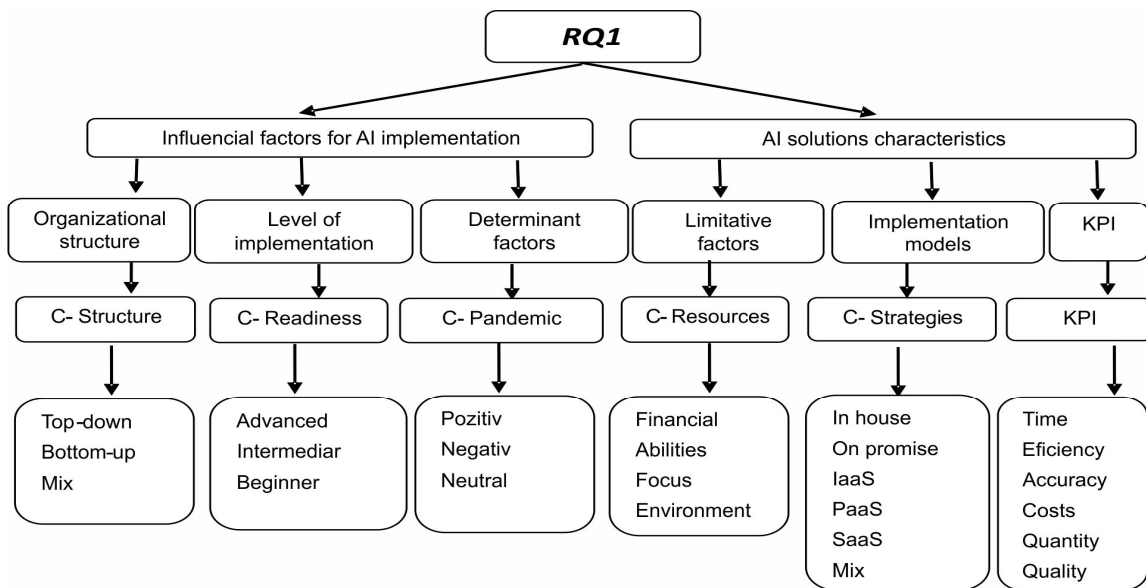 RQ1
Influencial factors for AI implementation
AI solutions characteristics
Organizational
structure
Level of
implementation
Determinant
factors
Limitative
factors
Implementation
models
KPI
C- Structure
C- Readiness
C- Pandemic
C- Resources
C- Strategies
KPI
Top-down
Bottom-up
Mix
Advanced
Intermediar
Beginner
Pozitiv
Negativ
Neutral
Financial
Abilities
Focus
Environment
In house
On promise
IaaS
PaaS
SaaS
Mix
Time
Eficiency
Accuracy
Costs
Quantity
Quality